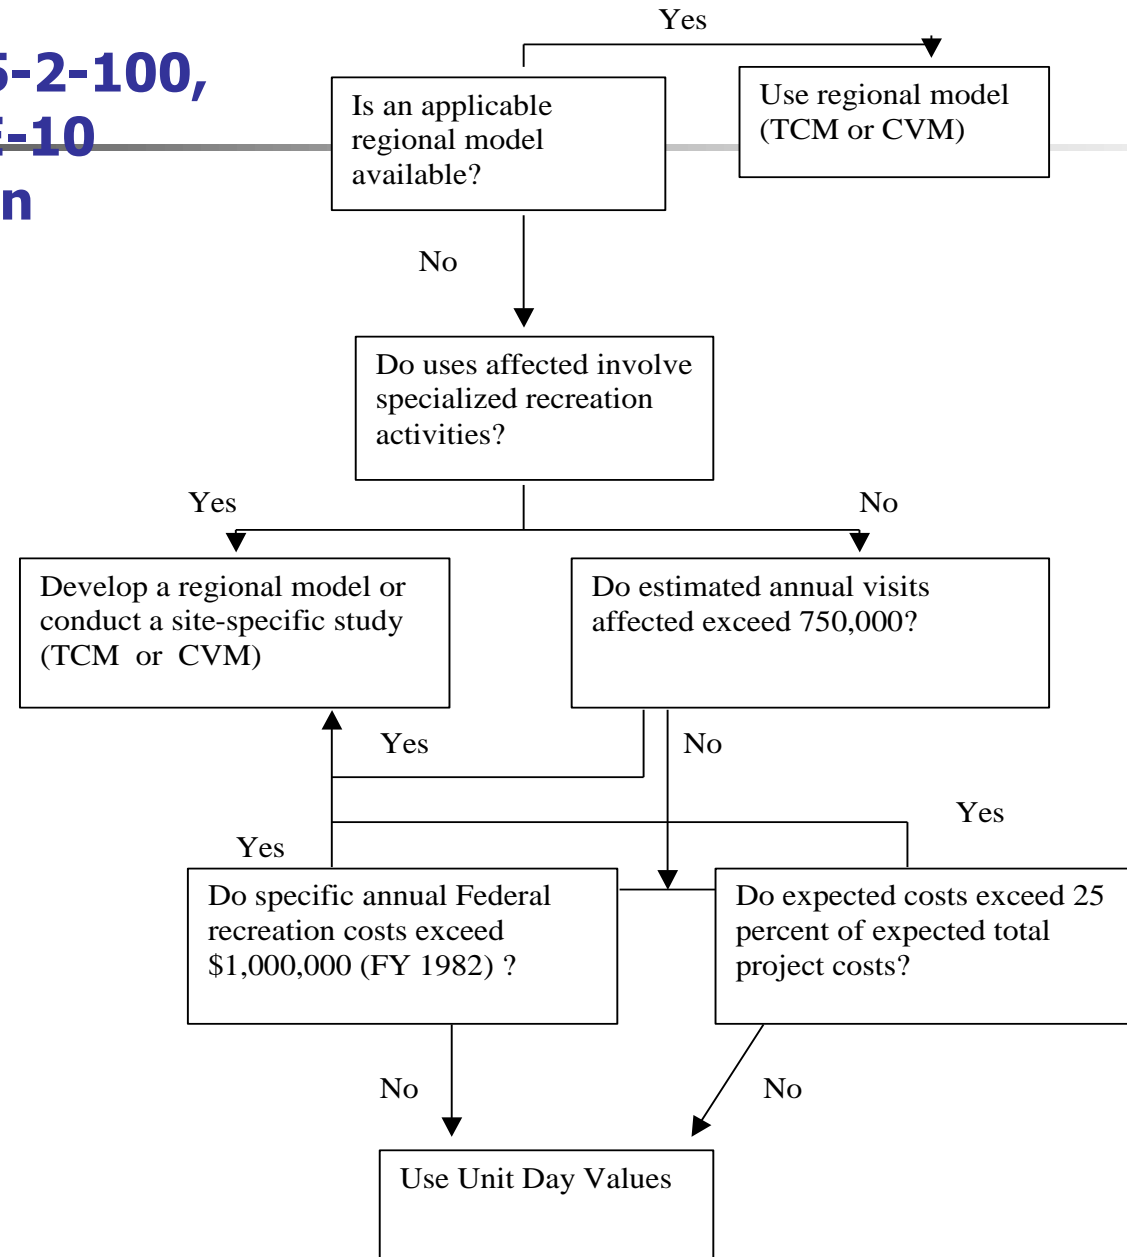 Yes
5-2-100,
E-10
n
Is an applicable
regional model
available?
Use regional model
(TCM or CVM)
No
Do uses affected involve
specialized recreation
activities?
Yes
No
Develop a regional model or
conduct a site-specific study
(TCM or CVM)
Do estimated annual visits
affected exceed 750,000?
Yes
No
Yes
Yes
Do specific annual Federal
recreation costs exceed
$1,000,000 (FY 1982) ?
Do expected costs exceed 25
percent of expected total
project costs?
No
No
Use Unit Day Values